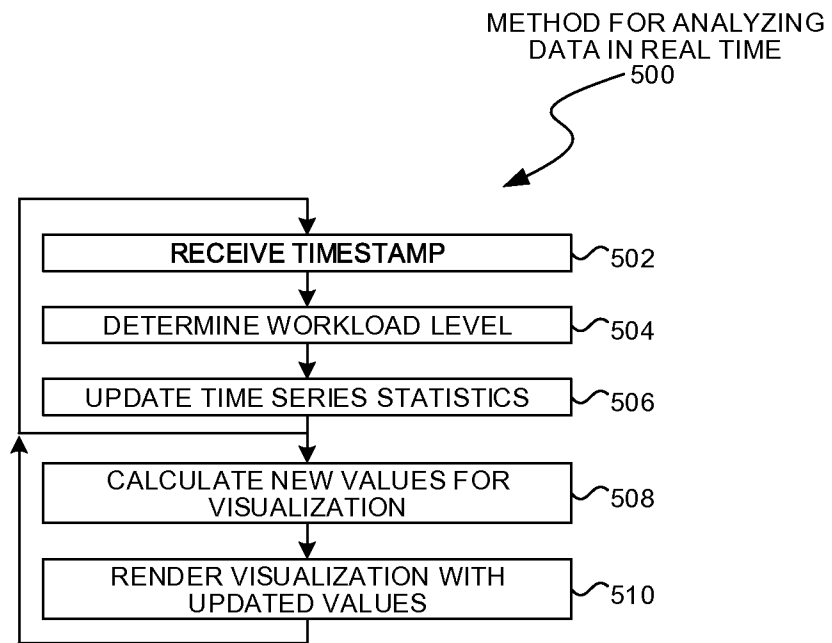 METHOD FOR ANALYZING
DATA IN REAL TIME
500
RECEIVE TIMESTAMP
502
DETERMINE WORKLOAD LEVEL
504
UPDATE TIME SERIES STATISTICS
506
CALCULATE NEW VALUES FOR
VISUALIZATION
508
RENDER VISUALIZATION WITH
UPDATED VALUES
510